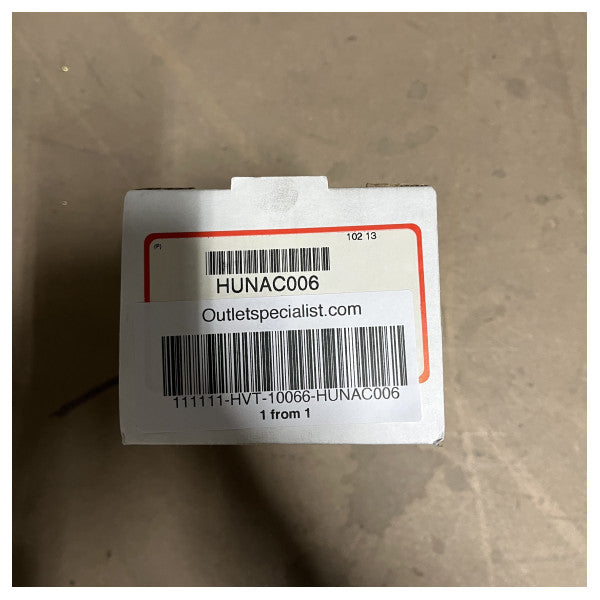 (P)
102 13
HUNAC006
Outletspecialist.com
111111-HVT-10066-HUNAC006
1 from 1